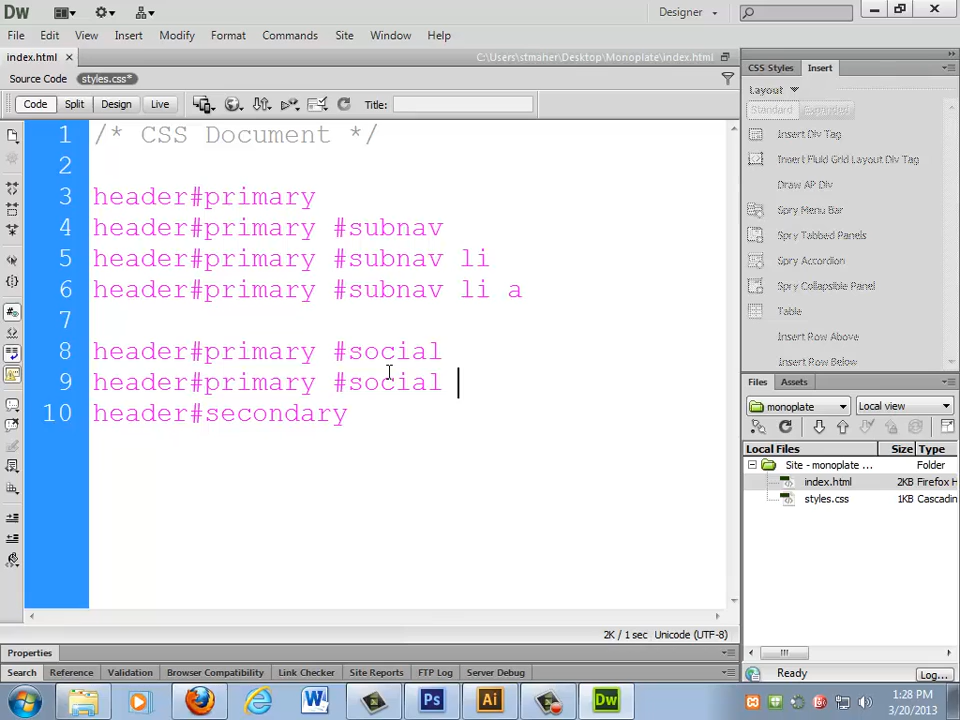 Dw
Designer
File Edit View Insert Modify Format Commands Site Window Help
index.html
C:\Users\stmaher\Desktop\Monoplate\index.html
Source Code styles.css*
Code Split Design Live Title:
1 /* CSS Document */
2
3 header#primary
4 header#primary #subnav
5 header#primary #subnav li
6 header#primary #subnav li a
7
8 header#primary #social
9 header#primary #social
10 header#secondary
2K / 1 sec Unicode (UTF-8)
Properties
Search Reference Validation Browser Compatibility Link Checker Site Reports FTP Log Server Debug
CSS Styles Insert
Layout
Standard Expanded
Insert Div Tag
Insert Fluid Grid Layout Div Tag
Draw AP Div
Spry Menu Bar
Spry Tabbed Panels
Spry Accordion
Spry Collapsible Panel
Table
Insert Row Above
Insert Row Below
Files Assets
monoplate Local view
Local Files Size Type
Site - monoplate ... Folder
index.html 2KB Firefox H
styles.css 1KB Cascadin
Ready Log...
W Ps Ai Dw
1:28 PM
3/20/2013